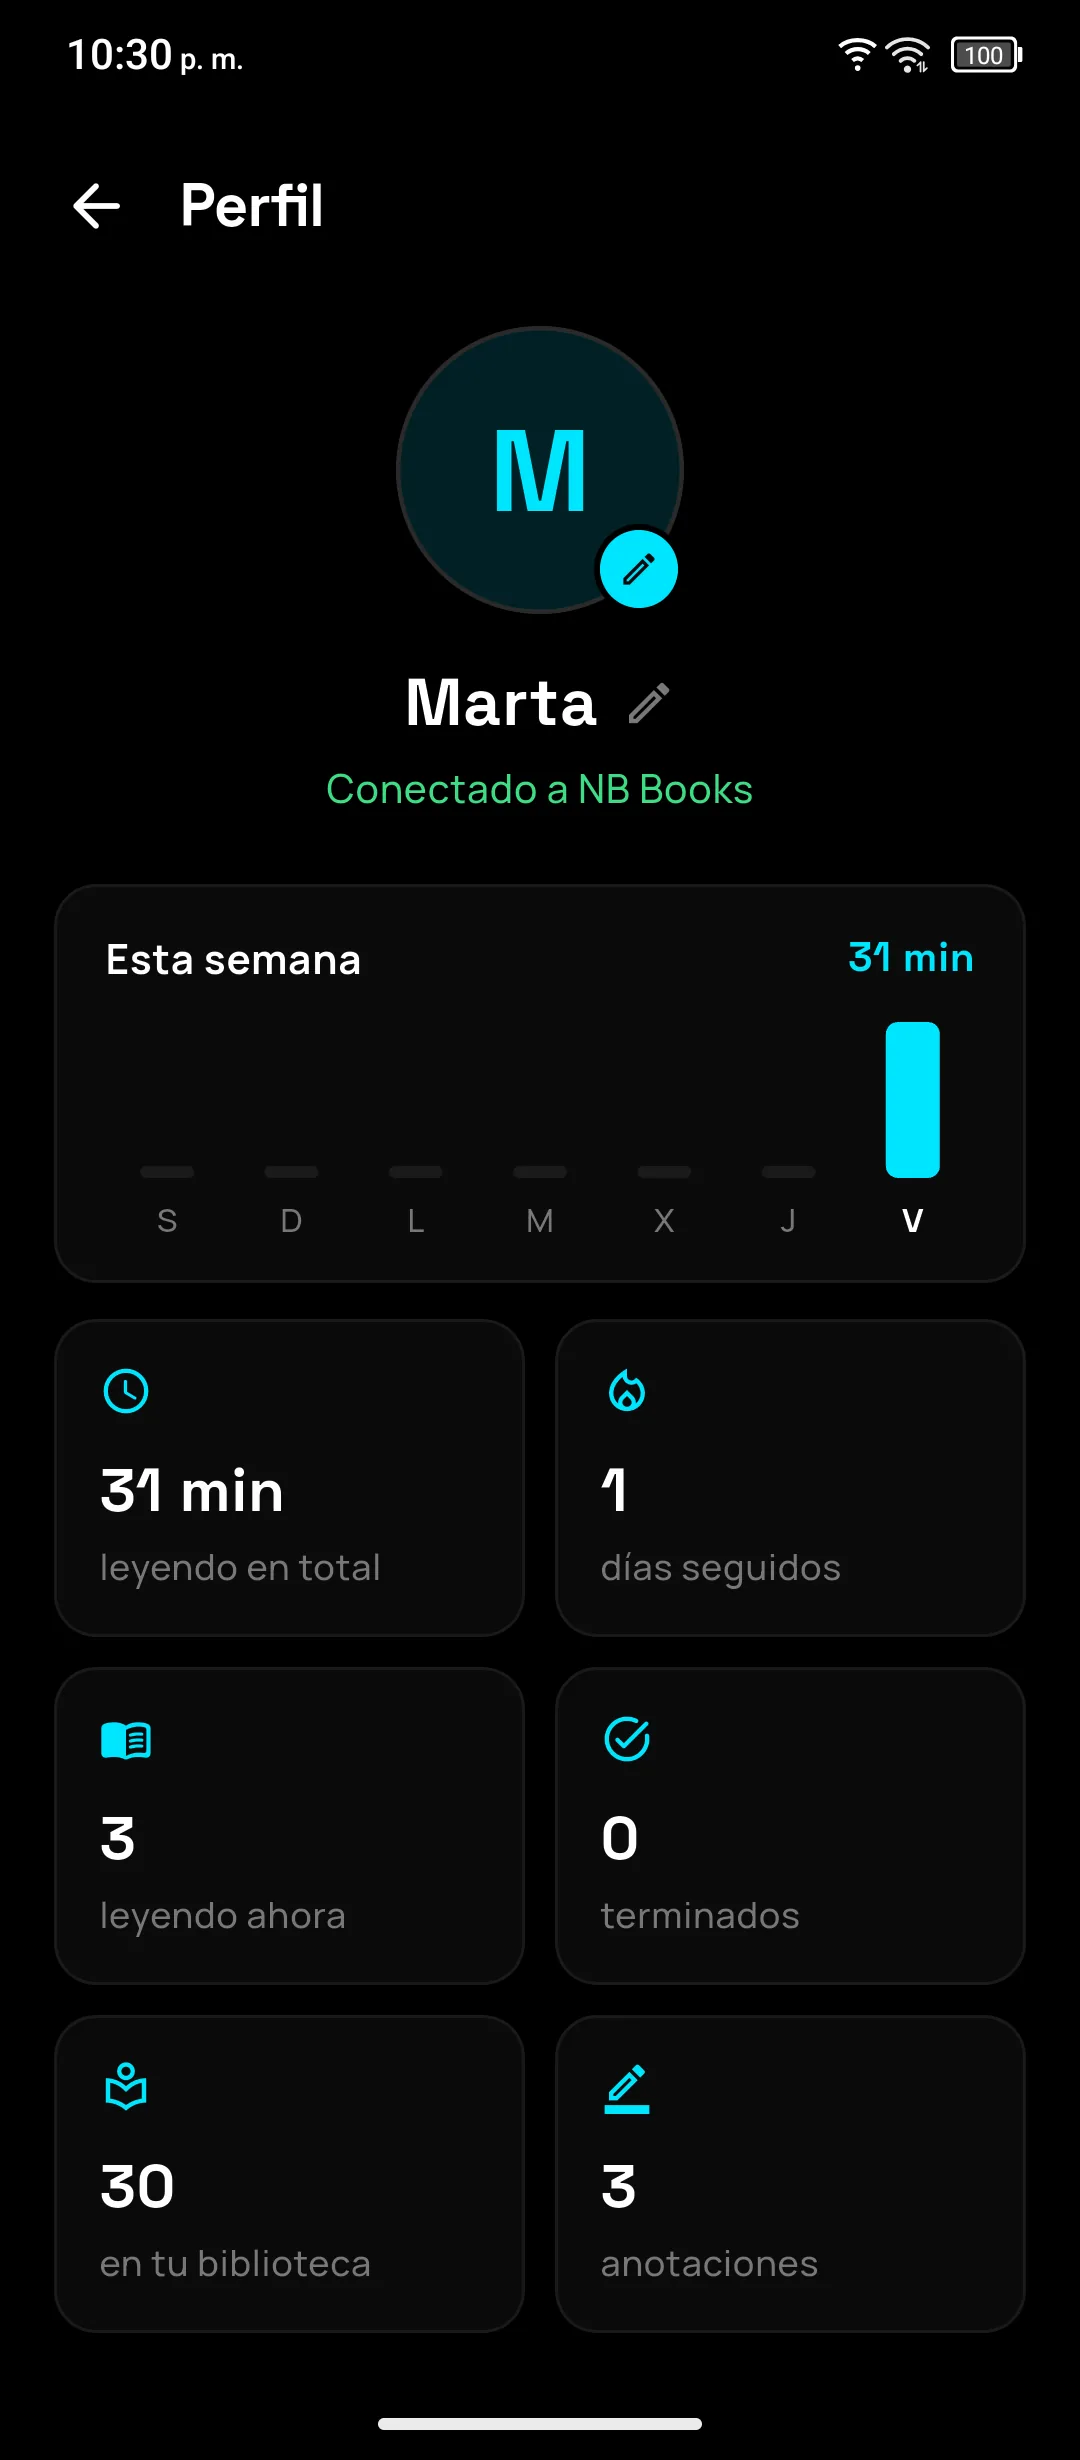 10:30 p. m.
100
Perfil
M
Marta
Conectado a NB Books
Esta semana
31 min
S D L M X J V
31 min
leyendo en total
1
días seguidos
3
leyendo ahora
0
terminados
30
en tu biblioteca
3
anotaciones